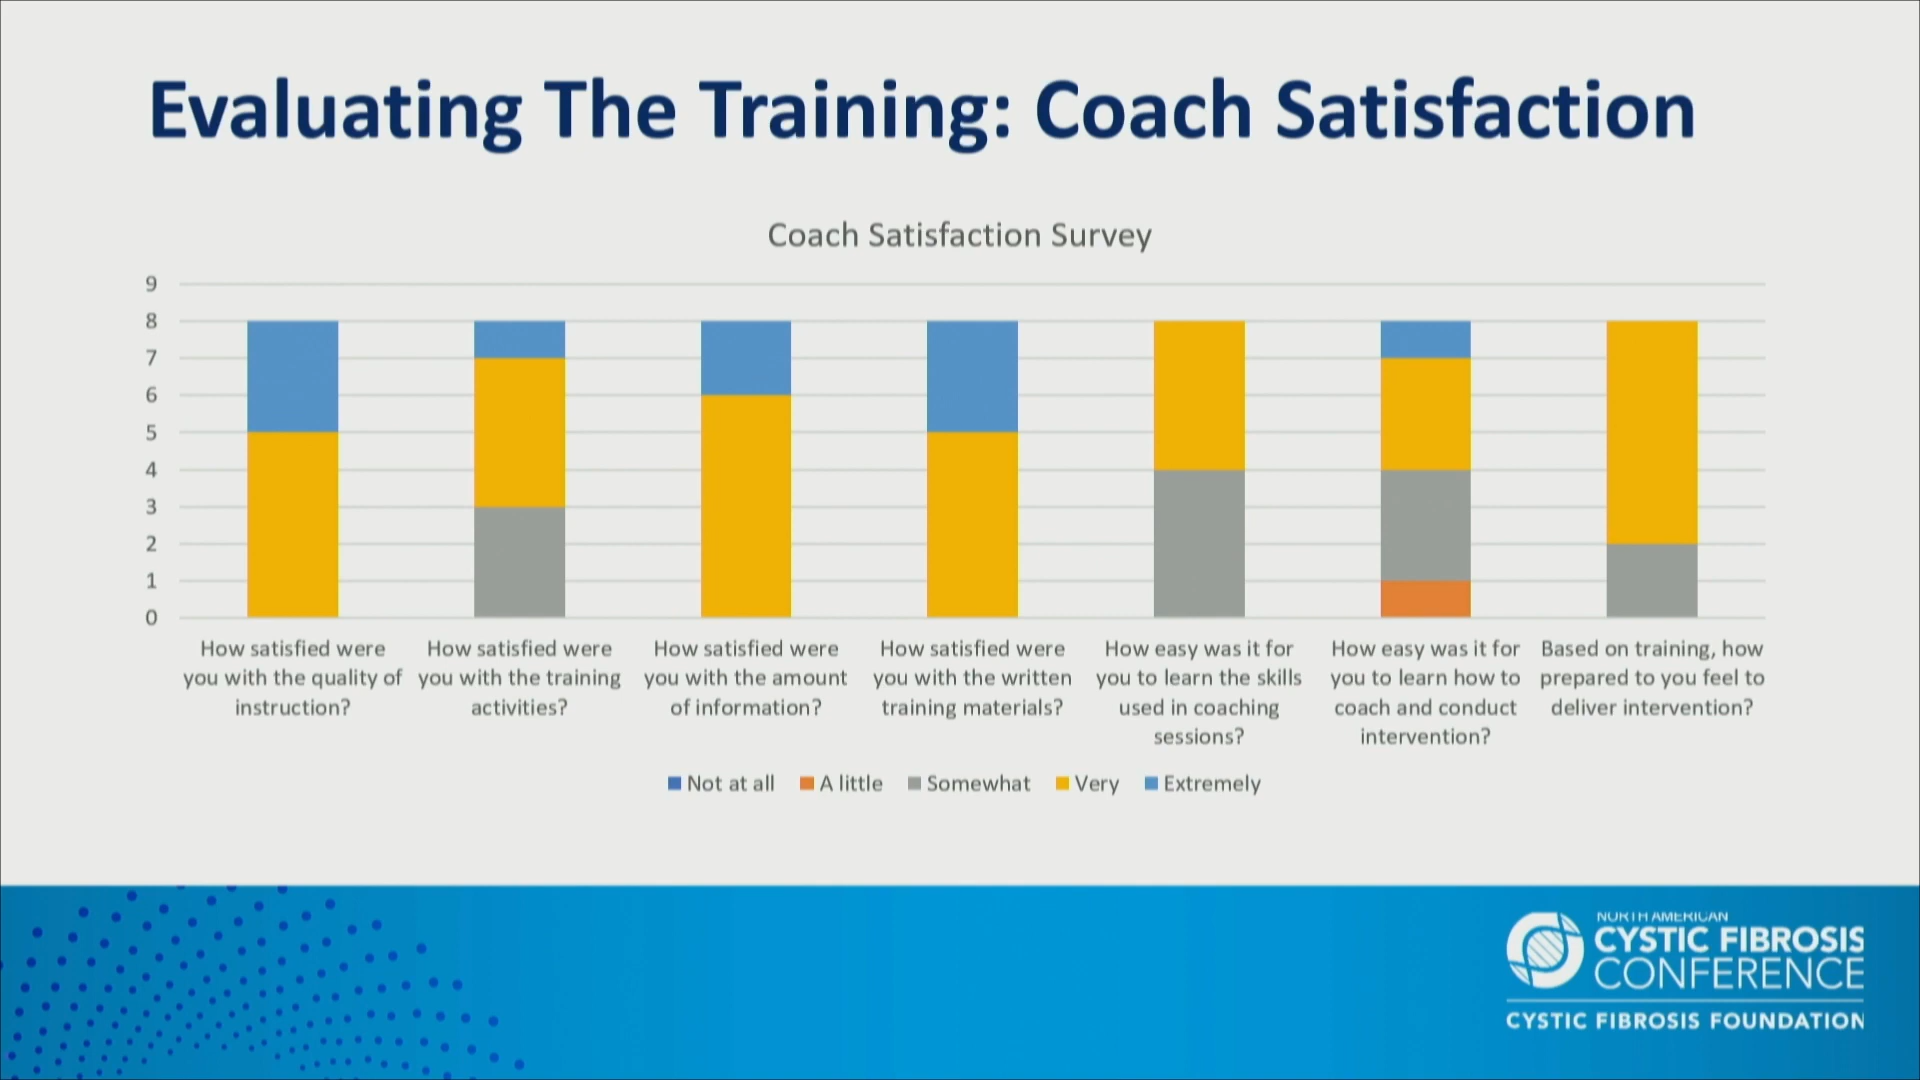 Evaluating The Training: Coach Satisfaction
Coach Satisfaction Survey
9
8
7
6
5
4
3
2
1
0
How satisfied were
you with the quality of
instruction?
How satisfied were
you with the training
activities?
How satisfied were
you with the amount
of information?
How satisfied were
you with the written
training materials?
How easy was it for
you to learn the skills
used in coaching
sessions?
How easy was it for
you to learn how to
coach and conduct
intervention?
Based on training, how
prepared to you feel to
deliver intervention?
Not at all A little Somewhat Very Extremely
NORTH AMERICAN
CYSTIC FIBROSIS
CONFERENCE
CYSTIC FIBROSIS FOUNDATION